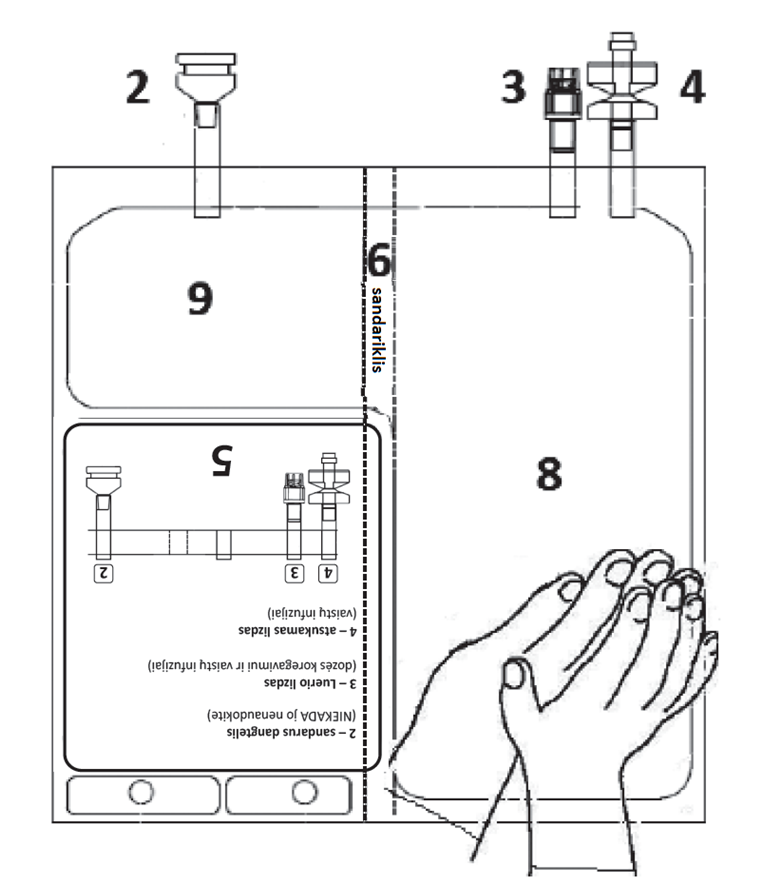 2
3
4
6
sandariklis
9
8
2 – sandarus dangtelis
(NIEKADA jo nenaudokite)
3 – Luerio lizdas
(dozės koregavimui ir vaistų infuzijai)
4 – atsukamas lizdas
(vaistų infuzijai)
4 3 2
5